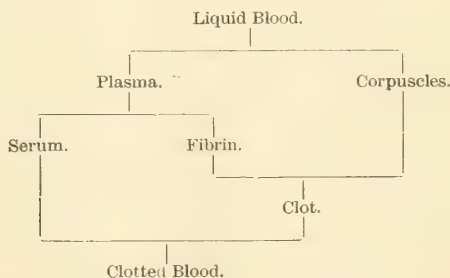 Liquid Blood.
Plasma. Corpuscles.
Serum. Fibrin.
Clot.
Clotted Blood.